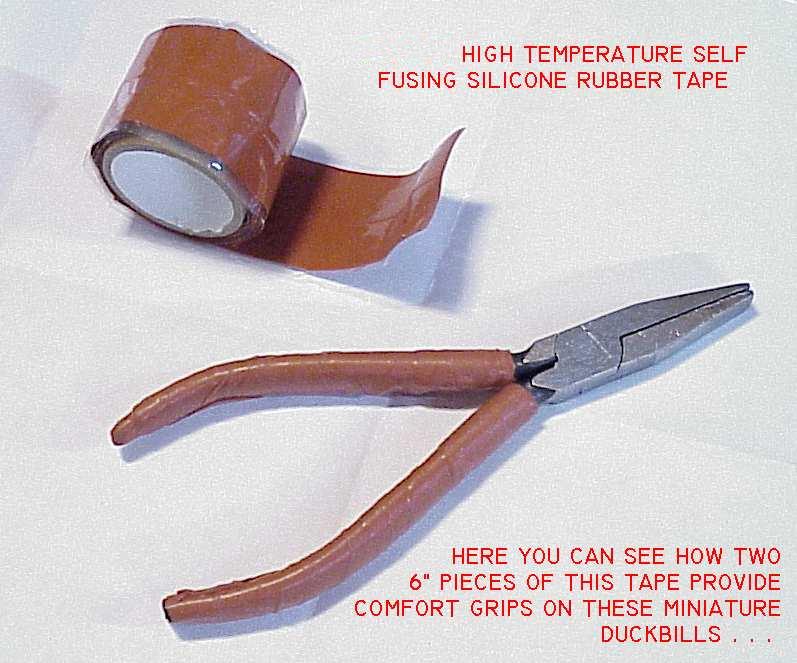 HIGH TEMPERATURE SELF
FUSING SILICONE RUBBER TAPE
HERE YOU CAN SEE HOW TWO
6" PIECES OF THIS TAPE PROVIDE
COMFORT GRIPS ON THESE MINIATURE
DUCKBILLS . . .